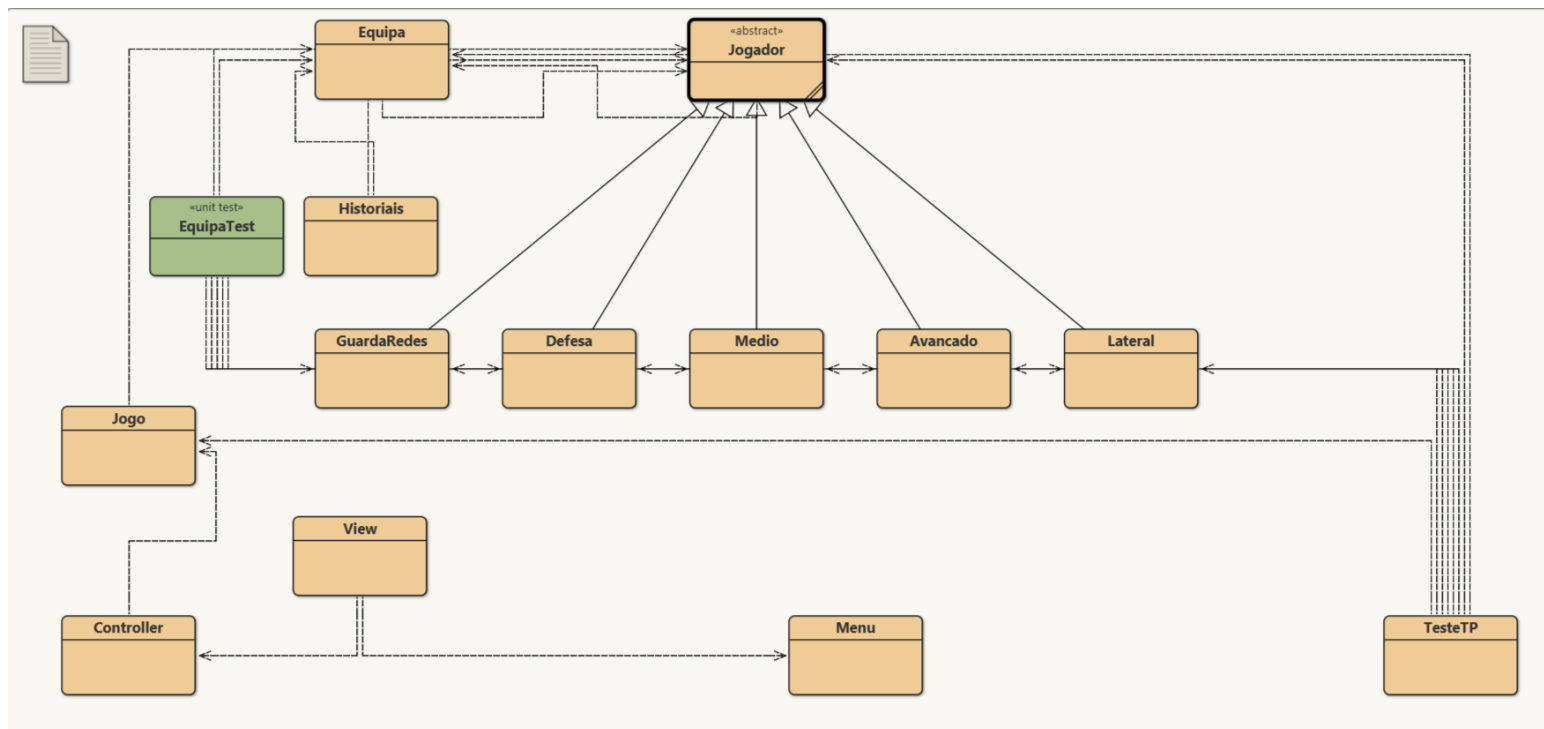 Equipa
«abstract»
Jogador
«unit test»
EquipaTest
Historiais
GuardaRedes
Defesa
Medio
Avancado
Lateral
Jogo
View
Controller
Menu
TesteTP